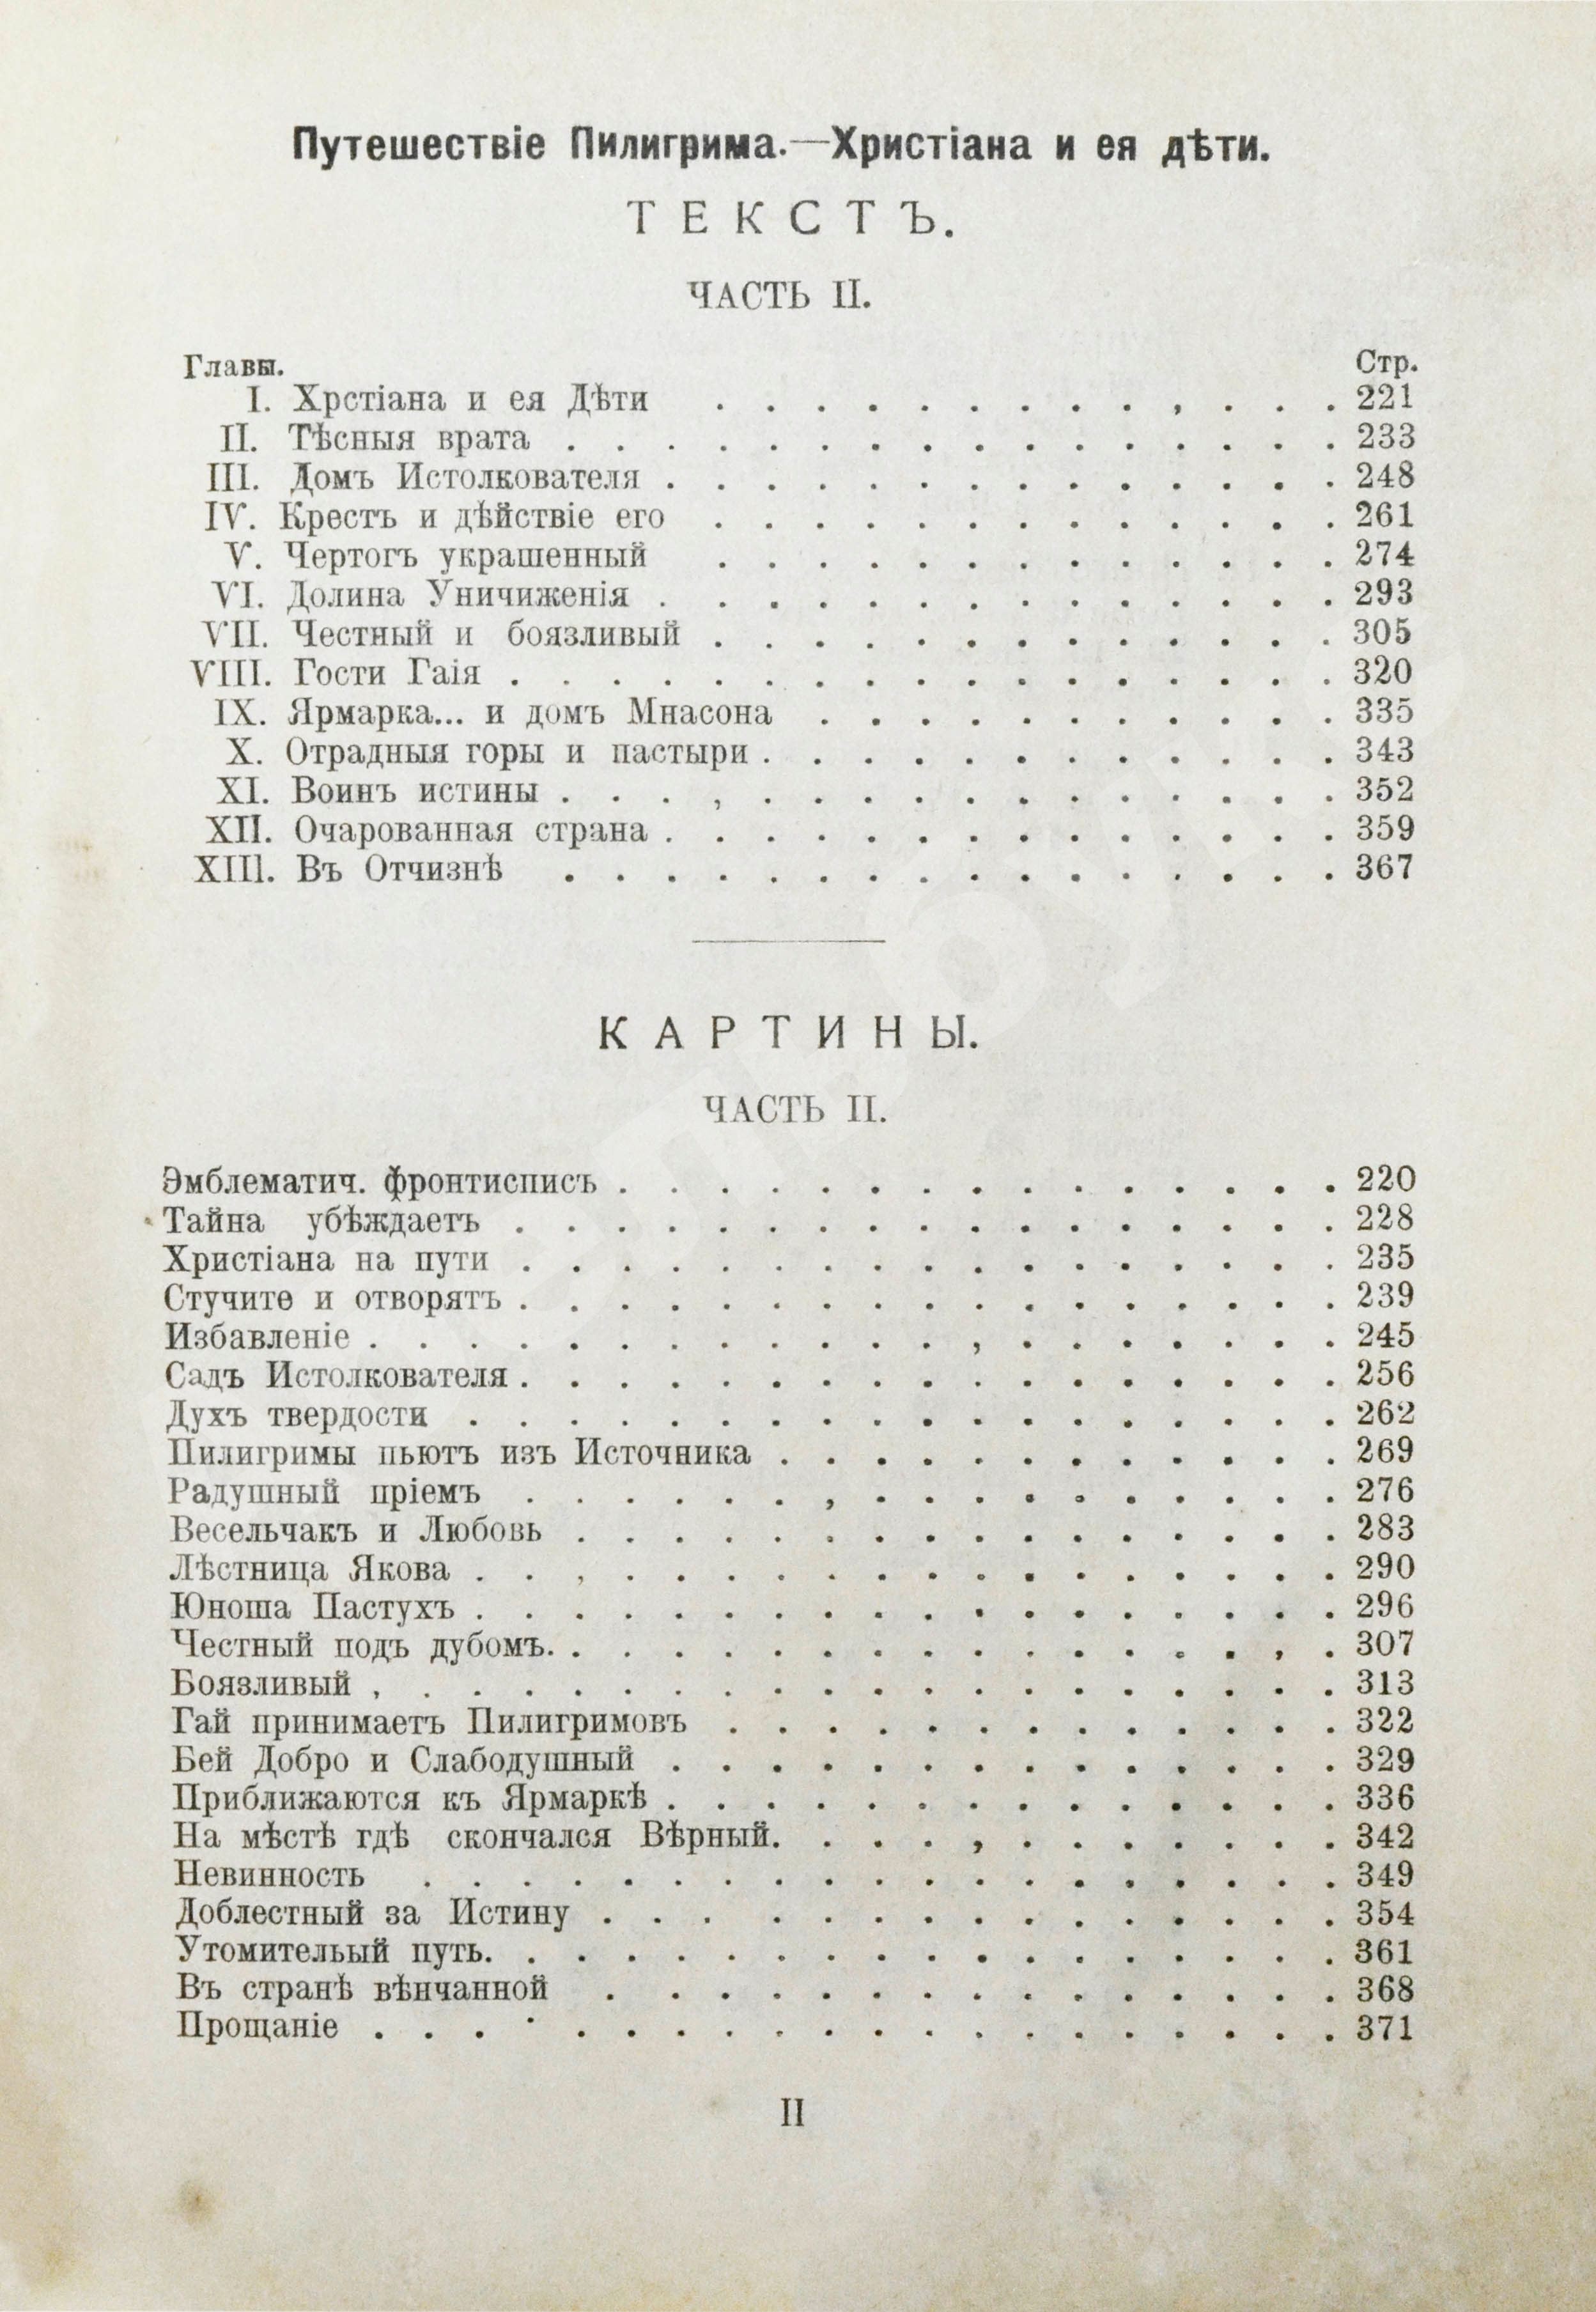 Путешествіе Пилигрима.—Христіана и ея дѣти.
ТЕКСТЪ.
ЧАСТЬ II.
Главы. Стр.
I. Хрстіана и ея Дѣти . . . . . . . . . , . . . 221
II. Тѣсныя врата . . . . . . . . . . . . . . . . 233
III. Домъ Истолкователя . . . . . . . . . . . . . . 248
IV. Крестъ и дѣйствіе его . . . . . . . . . . . . . 261
V. Чертогъ украшенный . . . . . . . . . . . . . 274
VI. Долина Уничиженія . . . . . . . . . . . . . . 293
VII. Честный и боязливый . . . . . . . . . . . . . 305
VIII. Гости Гаія . . . . . . . . . . . . . . . . . 320
IX. Ярмарка... и домъ Мнасона . . . . . . . . . . . 335
X. Отрадныя горы и пастыри . . . . . . . . . . . . 343
XI. Воинъ истины . . . , . . . . . . . . . . . . 352
XII. Очарованная страна . . . . . . . . . . . . . . 359
XIII. Въ Отчизнѣ . . . . . . . . . . . . . . . . 367
КАРТИНЫ.
ЧАСТЬ II.
Эмблематич. фронтисписъ . . . . . . . . . . . . . . . 220
Тайна убѣждаетъ . . . . . . . . . . . . . . . . . 228
Христіана на пути . . . . . . . . . . . . . . . . . 235
Стучите и отворятъ . . . . . . . . . . . . . . . . . 239
Избавленіе . . . . . . . . . . . . , . . . . . . . 245
Садъ Истолкователя . . . . . . . . . . . . . . . . . 256
Духъ твердости . . . . . . . . . . . . . . . . . . 262
Пилигримы пьютъ изъ Источника . . . . . . . . . . . . 269
Радушный пріемъ . . . . . . , . . . . . . . . . . 276
Весельчакъ и Любовь . . . . . . . . . . . . . . . . 283
Лѣстница Якова . . , . . . . . . . . . . . . . . . 290
Юноша Пастухъ . . . . . . . . . . . . . . . . . . 296
Честный подъ дубомъ. . . . . . . . . . . . . . . , . 307
Боязливый , . . . . . . . . . . . . . . . . . . . 313
Гай принимаетъ Пилигримовъ . . . . . . . . . . . . . 322
Бей Добро и Слабодушный . . . . . . . . . . . . . . 329
Приближаются къ Ярмаркѣ . . . . . . . . . . . . . . 336
На мѣстѣ гдѣ скончался Вѣрный. . . . , . . . . . . . 342
Невинность . . . . . . . . . . . . . . . . . . . 349
Доблестный за Истину . . . . . . . . . . . . . . . 354
Утомительый путь. . . . . . . . . . . . . . . . . . 361
Въ странѣ вѣнчанной . . . . . . . . . . . . . . . 368
Прощаніе . . . . . . . . . . . . . . . . . . . . 371
II